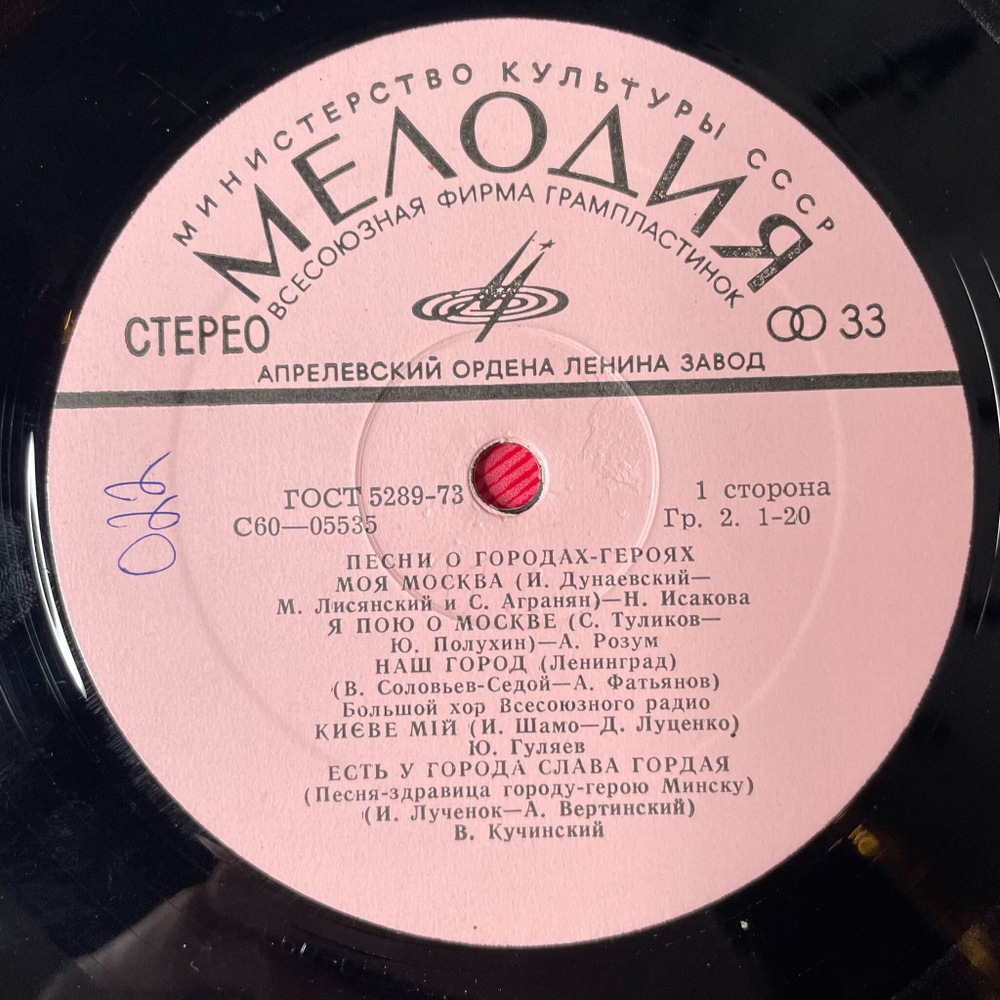 МИНИСТЕРСТВО КУЛЬТУРЫ СССР
МЕЛОДИЯ
ВСЕСОЮЗНАЯ ФИРМА ГРАМПЛАСТИНОК
СТЕРЕО
33
АПРЕЛЕВСКИЙ ОРДЕНА ЛЕНИНА ЗАВОД
ГОСТ 5289-73
1 сторона
С60—05535
Гр. 2. 1-20
ПЕСНИ О ГОРОДАХ-ГЕРОЯХ
МОЯ МОСКВА (И. Дунаевский—
М. Лисянский и С. Агранян)—Н. Исакова
Я ПОЮ О МОСКВЕ (С. Туликов—
Ю. Полухин)—А. Розум
НАШ ГОРОД (Ленинград)
(В. Соловьев-Седой—А. Фатьянов)
Большой хор Всесоюзного радио
КИЄВЕ МІЙ (И. Шамо—Д. Луценко)
Ю. Гуляев
ЕСТЬ У ГОРОДА СЛАВА ГОРДАЯ
(Песня-здравица городу-герою Минску)
(И. Лученок—А. Вертинский)
В. Кучинский